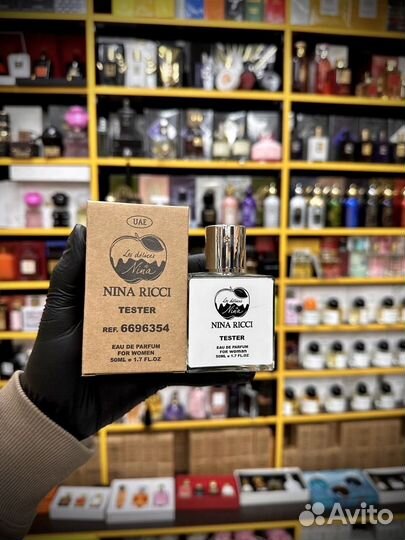 UAE
Les délices
de
Nina
NINA RICCI
TESTER
REF. 6696354
EAU DE PARFUM
FOR WOMEN
50ML e 1.7 FL.OZ
Les délices
de
Nina
NINA RICCI
TESTER
EAU DE PARFUM
FOR woman
50ML e 1.7 FL.OZ
Avito